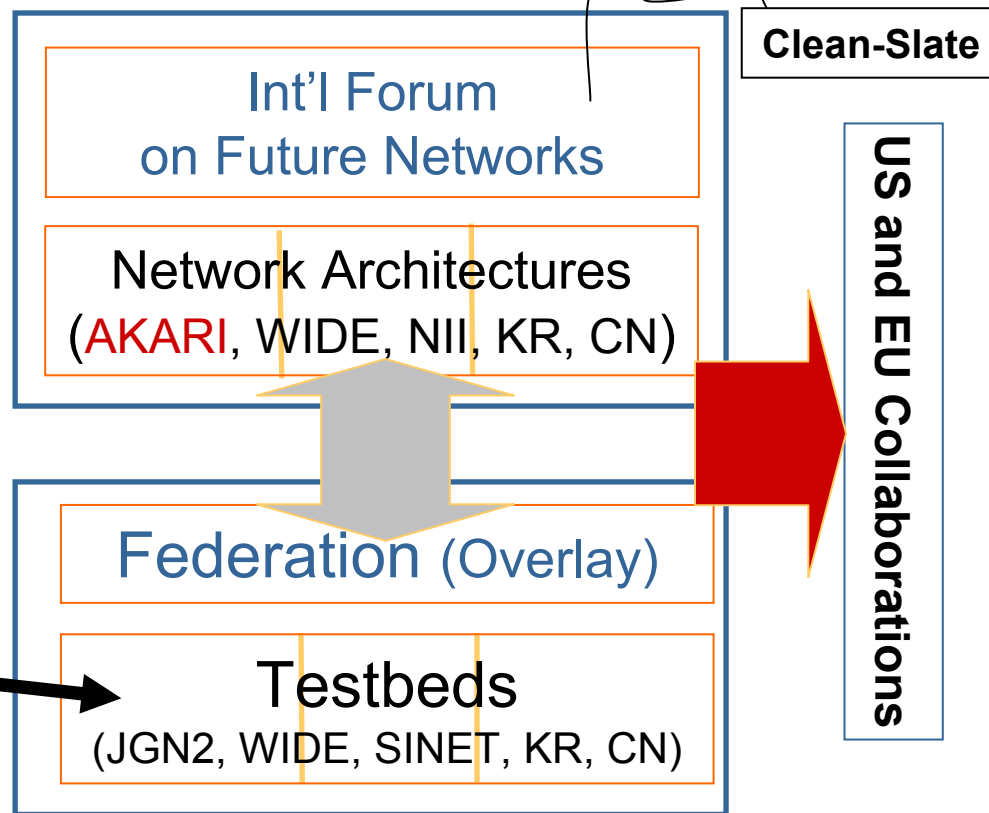 Clean-Slate
Int'l Forum
on Future Networks
Network Architectures
(AKARI, WIDE, NII, KR, CN)
US and EU Collaborations
Federation (Overlay)
Testbeds
(JGN2, WIDE, SINET, KR, CN)